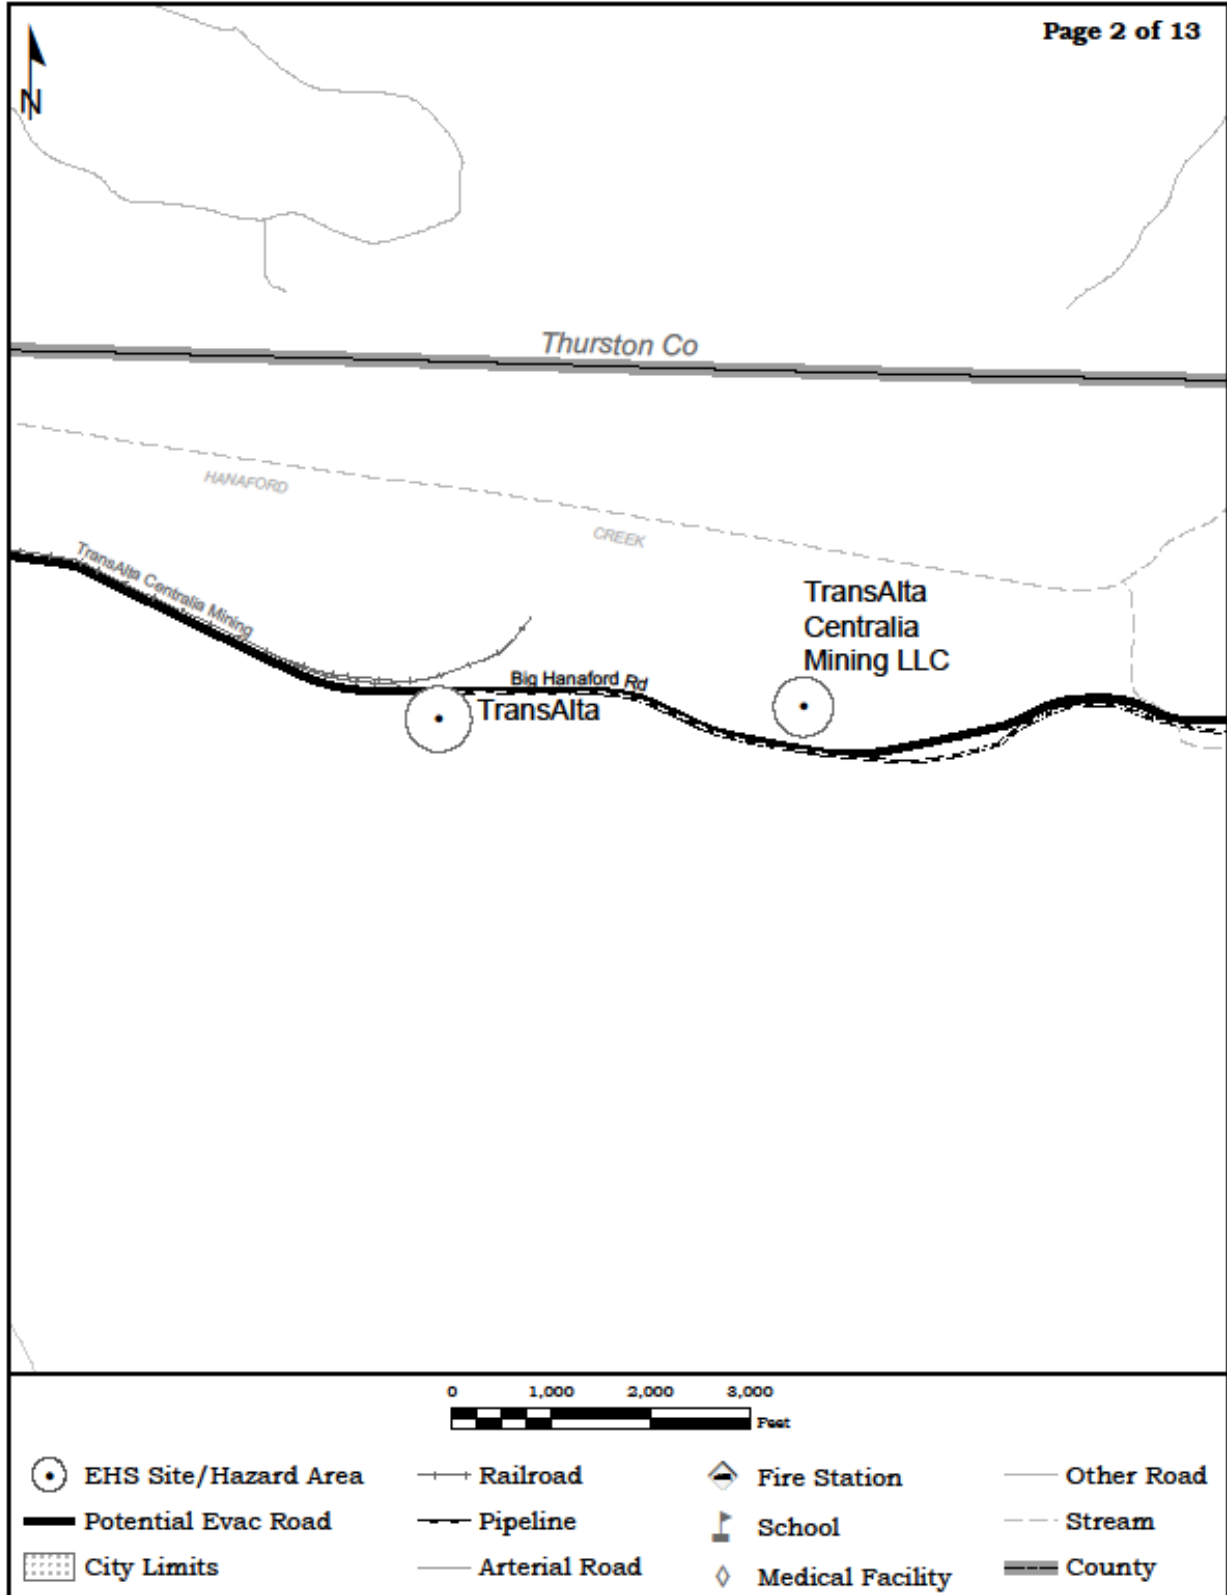 Page 2 of 13
N
Thurston Co
HANAFORD
CREEK
TransAlta Centralia Mining
TransAlta
Centralia
Mining LLC
Big Hanaford Rd
TransAlta
0 1,000 2,000 3,000
Feet
EHS Site/Hazard Area
Railroad
Fire Station
Other Road
Potential Evac Road
Pipeline
School
Stream
City Limits
Arterial Road
Medical Facility
County